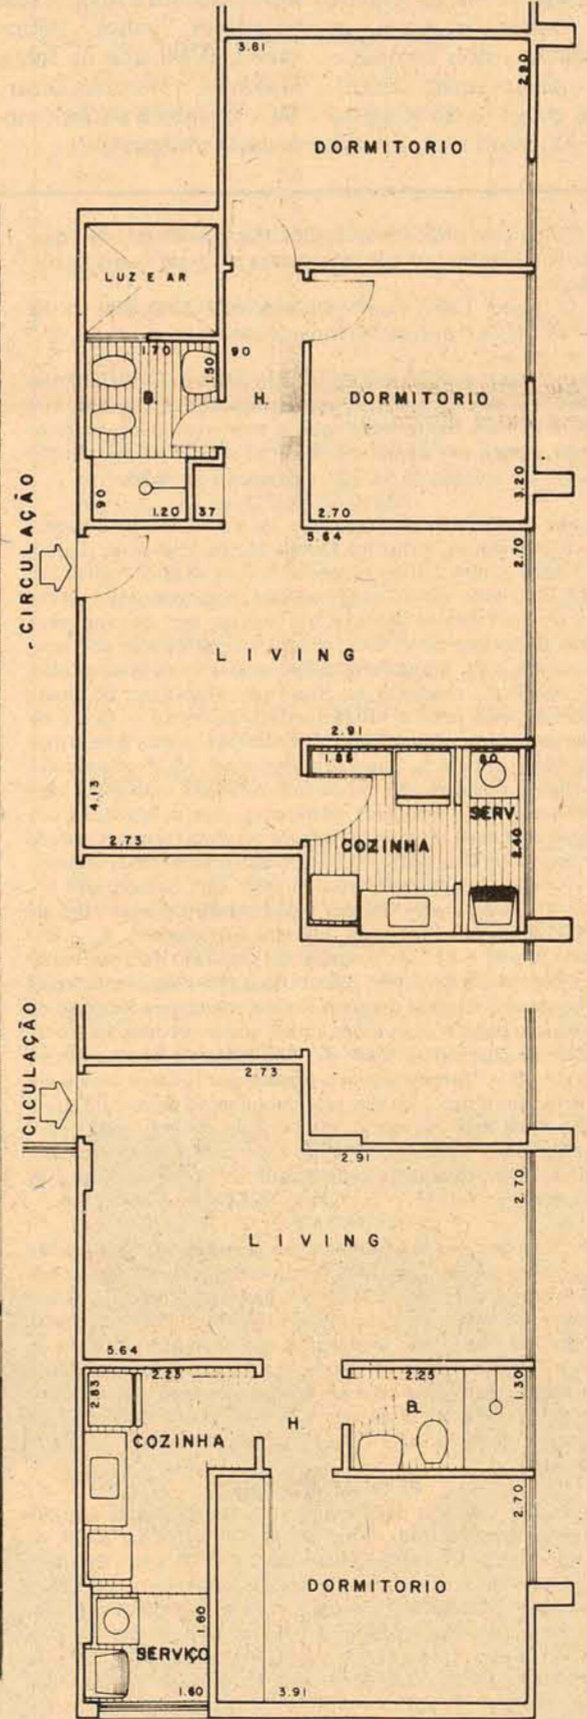 3.61
2.90
DORMITORIO
LUZ E AR
1.70
90
1.50
B.
H.
DORMITORIO
3.20
90
1.20
37
2.70
5.64
2.70
-CIRCULAÇÃO
LIVING
2.91
1.88
80
4.13
SERV.
2.73
COZINHA
2.40
CICULAÇÃO
2.73
2.91
2.70
LIVING
5.64
2.25
2.25
1.30
2.83
B.
H
COZINHA
2.70
DORMITORIO
1.60
SERVIÇO
1.60
3.91